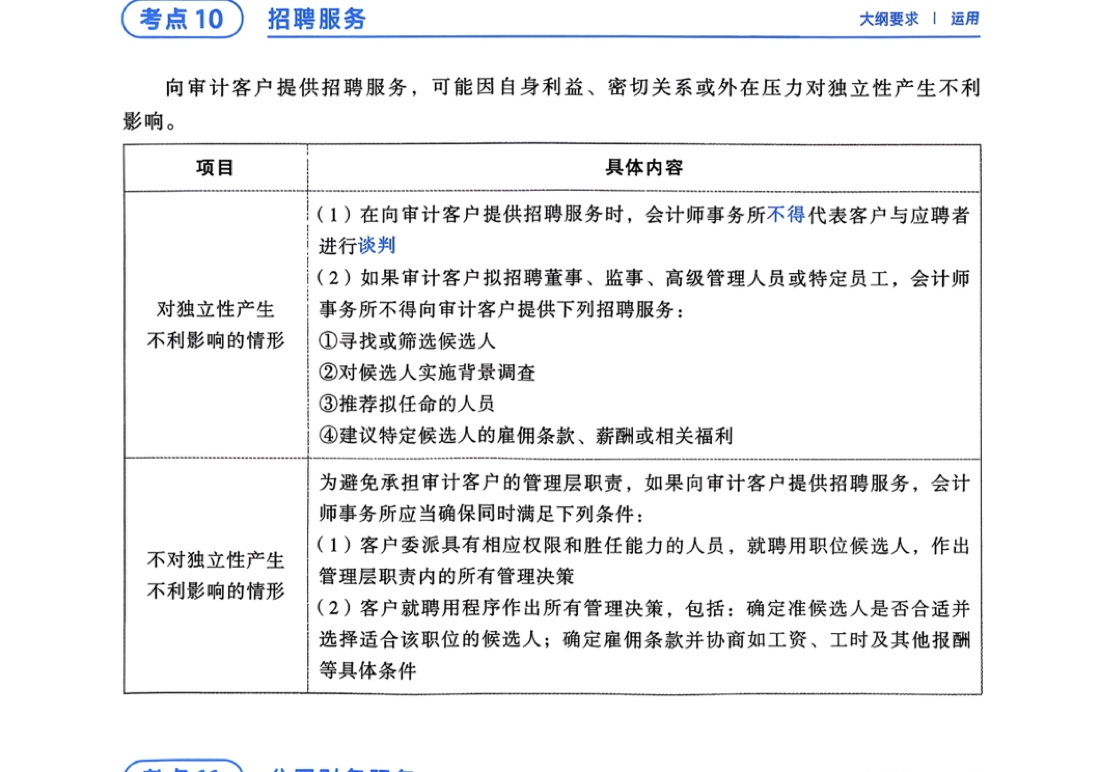 考点 10 招聘服务 大纲要求 | 运用
向审计客户提供招聘服务，可能因自身利益、密切关系或外在压力对独立性产生不利
影响。
项目 具体内容
对独立性产生
不利影响的情形
（1）在向审计客户提供招聘服务时，会计师事务所不得代表客户与应聘者
进行谈判
（2）如果审计客户拟招聘董事、监事、高级管理人员或特定员工，会计师
事务所不得向审计客户提供下列招聘服务：
①寻找或筛选候选人
②对候选人实施背景调查
③推荐拟任命的人员
④建议特定候选人的雇佣条款、薪酬或相关福利
不对独立性产生
不利影响的情形
为避免承担审计客户的管理层职责，如果向审计客户提供招聘服务，会计
师事务所应当确保同时满足下列条件：
（1）客户委派具有相应权限和胜任能力的人员，就聘用职位候选人，作出
管理层职责内的所有管理决策
（2）客户就聘用程序作出所有管理决策，包括：确定准候选人是否合适并
选择适合该职位的候选人；确定雇佣条款并协商如工资、工时及其他报酬
等具体条件